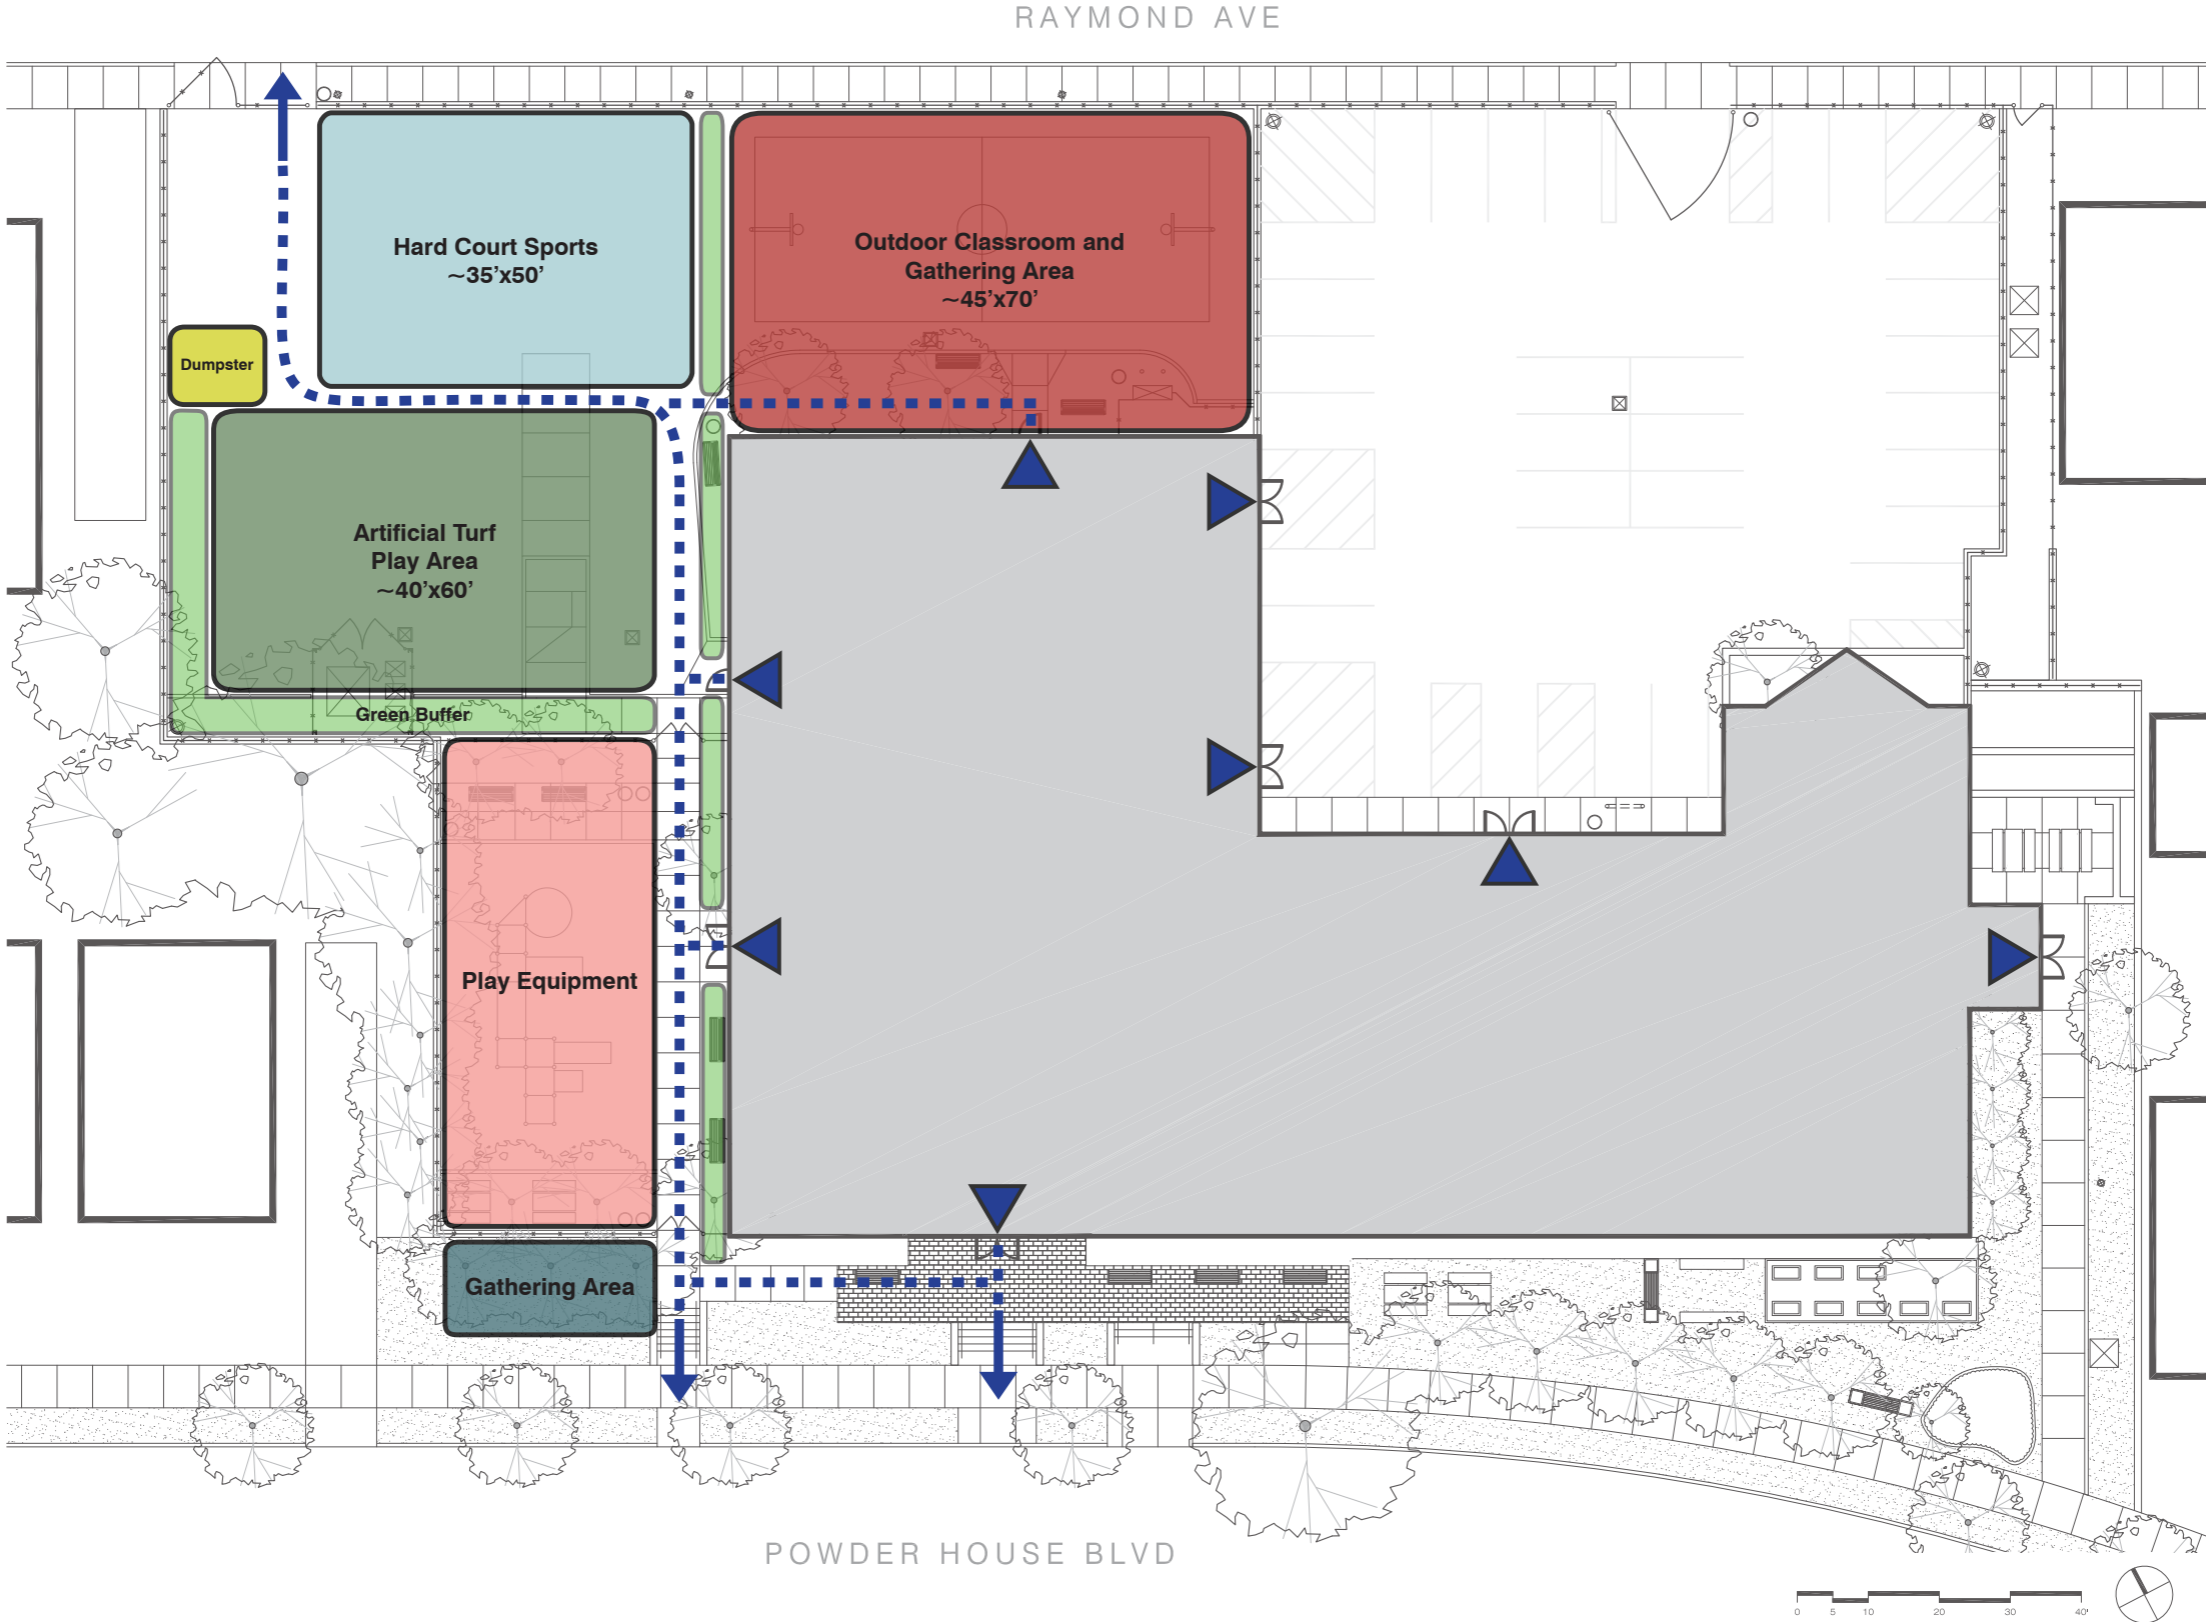 RAYMOND AVE
Hard Court Sports
~35’x50’
Outdoor Classroom and
Gathering Area
~45’x70’
Dumpster
Artificial Turf
Play Area
~40’x60’
Green Buffer
Play Equipment
Gathering Area
POWDER HOUSE BLVD
0 5 10 20 30 40'